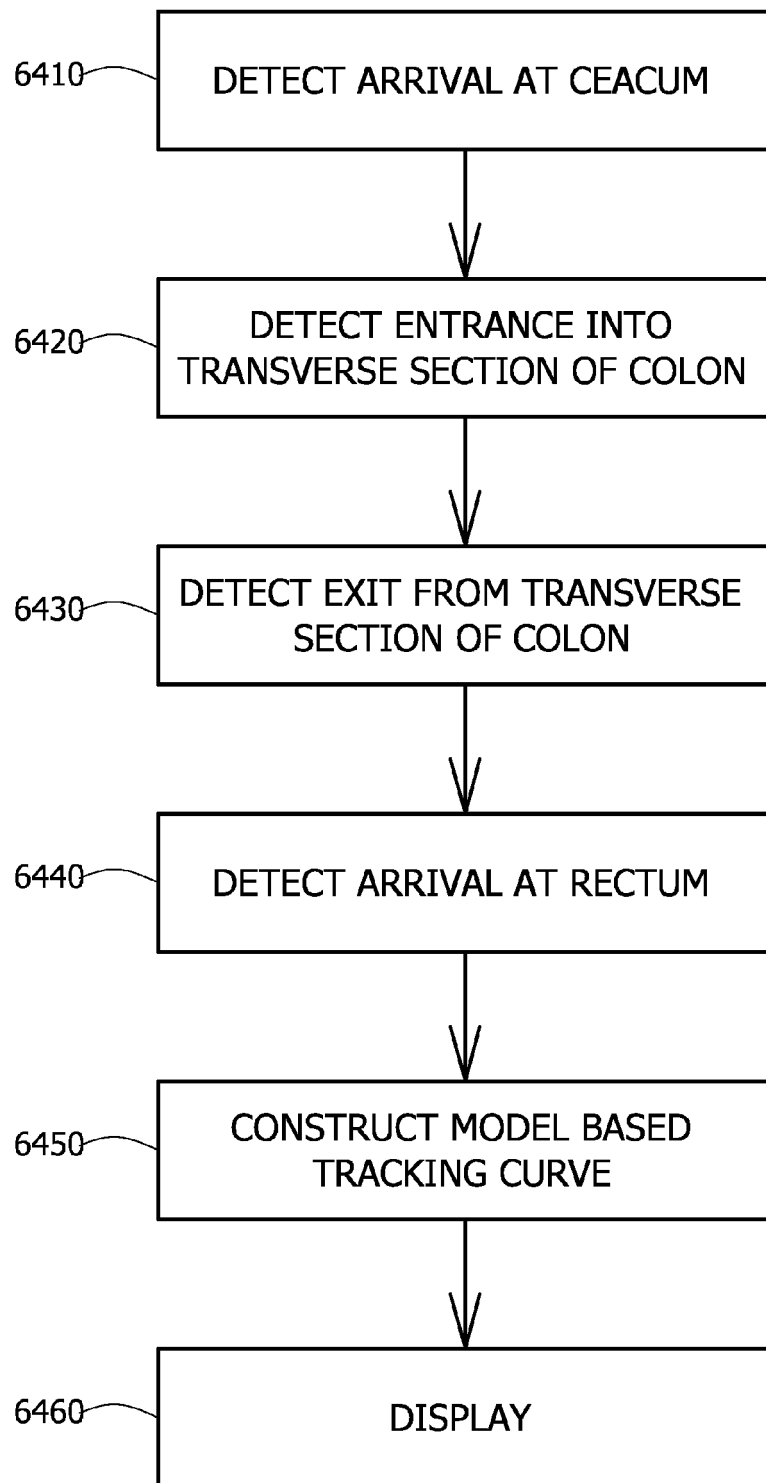 6410
DETECT ARRIVAL AT CEACUM
6420
DETECT ENTRANCE INTO
TRANSVERSE SECTION OF COLON
6430
DETECT EXIT FROM TRANSVERSE
SECTION OF COLON
6440
DETECT ARRIVAL AT RECTUM
6450
CONSTRUCT MODEL BASED
TRACKING CURVE
6460
DISPLAY